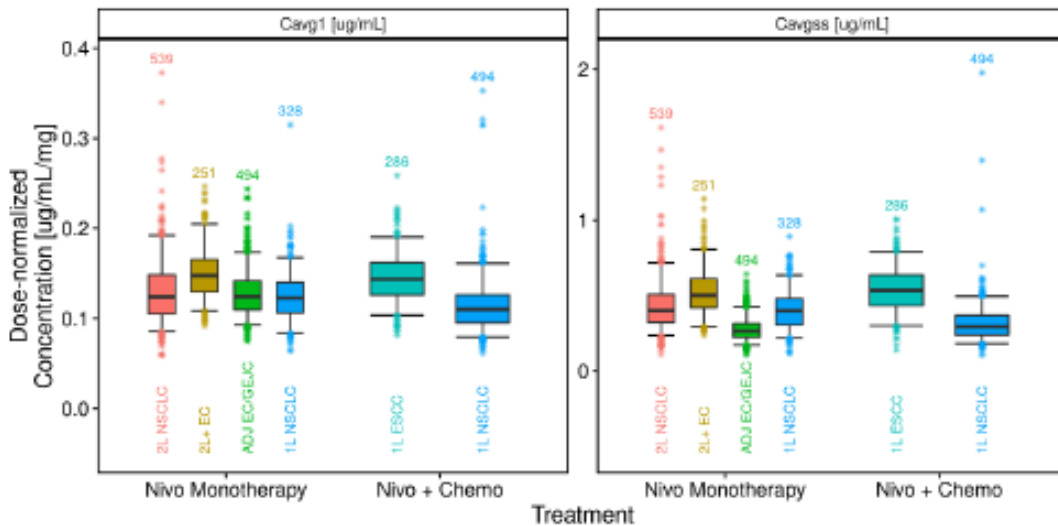 Cavg1 [ug/mL]
Cavgss [ug/mL]
Dose-normalized
Concentration [ug/mL/mg]
0.4
0.3
0.2
0.1
0.0
539
251
494
328
286
494
2L NSCLC
2L+ EC
ADJ EC/GEJC
1L NSCLC
1L ESCC
1L NSCLC
Nivo Monotherapy
Nivo + Chemo
2
1
0
539
251
494
328
286
494
2L NSCLC
2L+ EC
ADJ EC/GEJC
1L NSCLC
1L ESCC
1L NSCLC
Nivo Monotherapy
Nivo + Chemo
Treatment